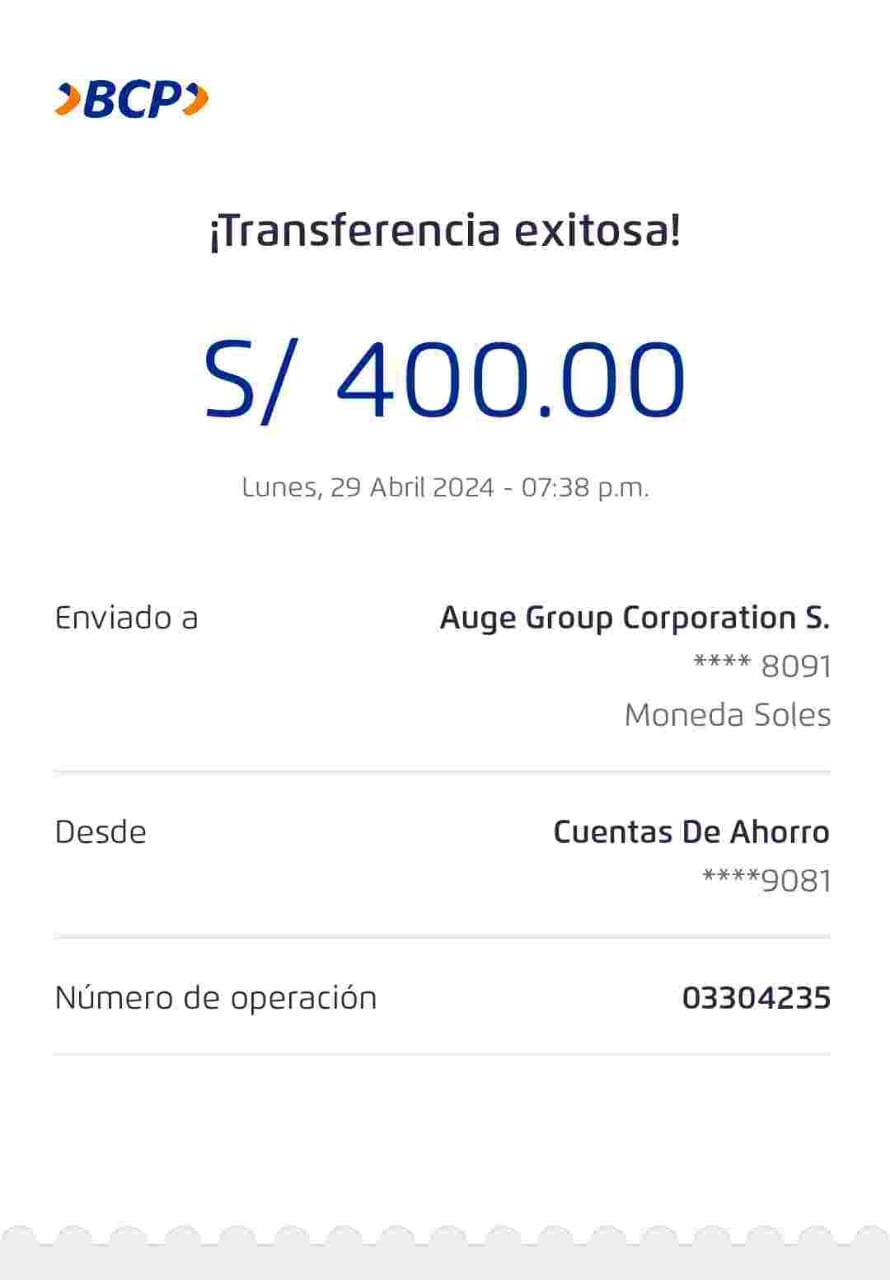 BCP
¡Transferencia exitosa!
S/ 400.00
Lunes, 29 Abril 2024 - 07:38 p.m.
Enviado a
Auge Group Corporation S.
**** 8091
Moneda Soles
Desde
Cuentas De Ahorro
****9081
Número de operación
03304235